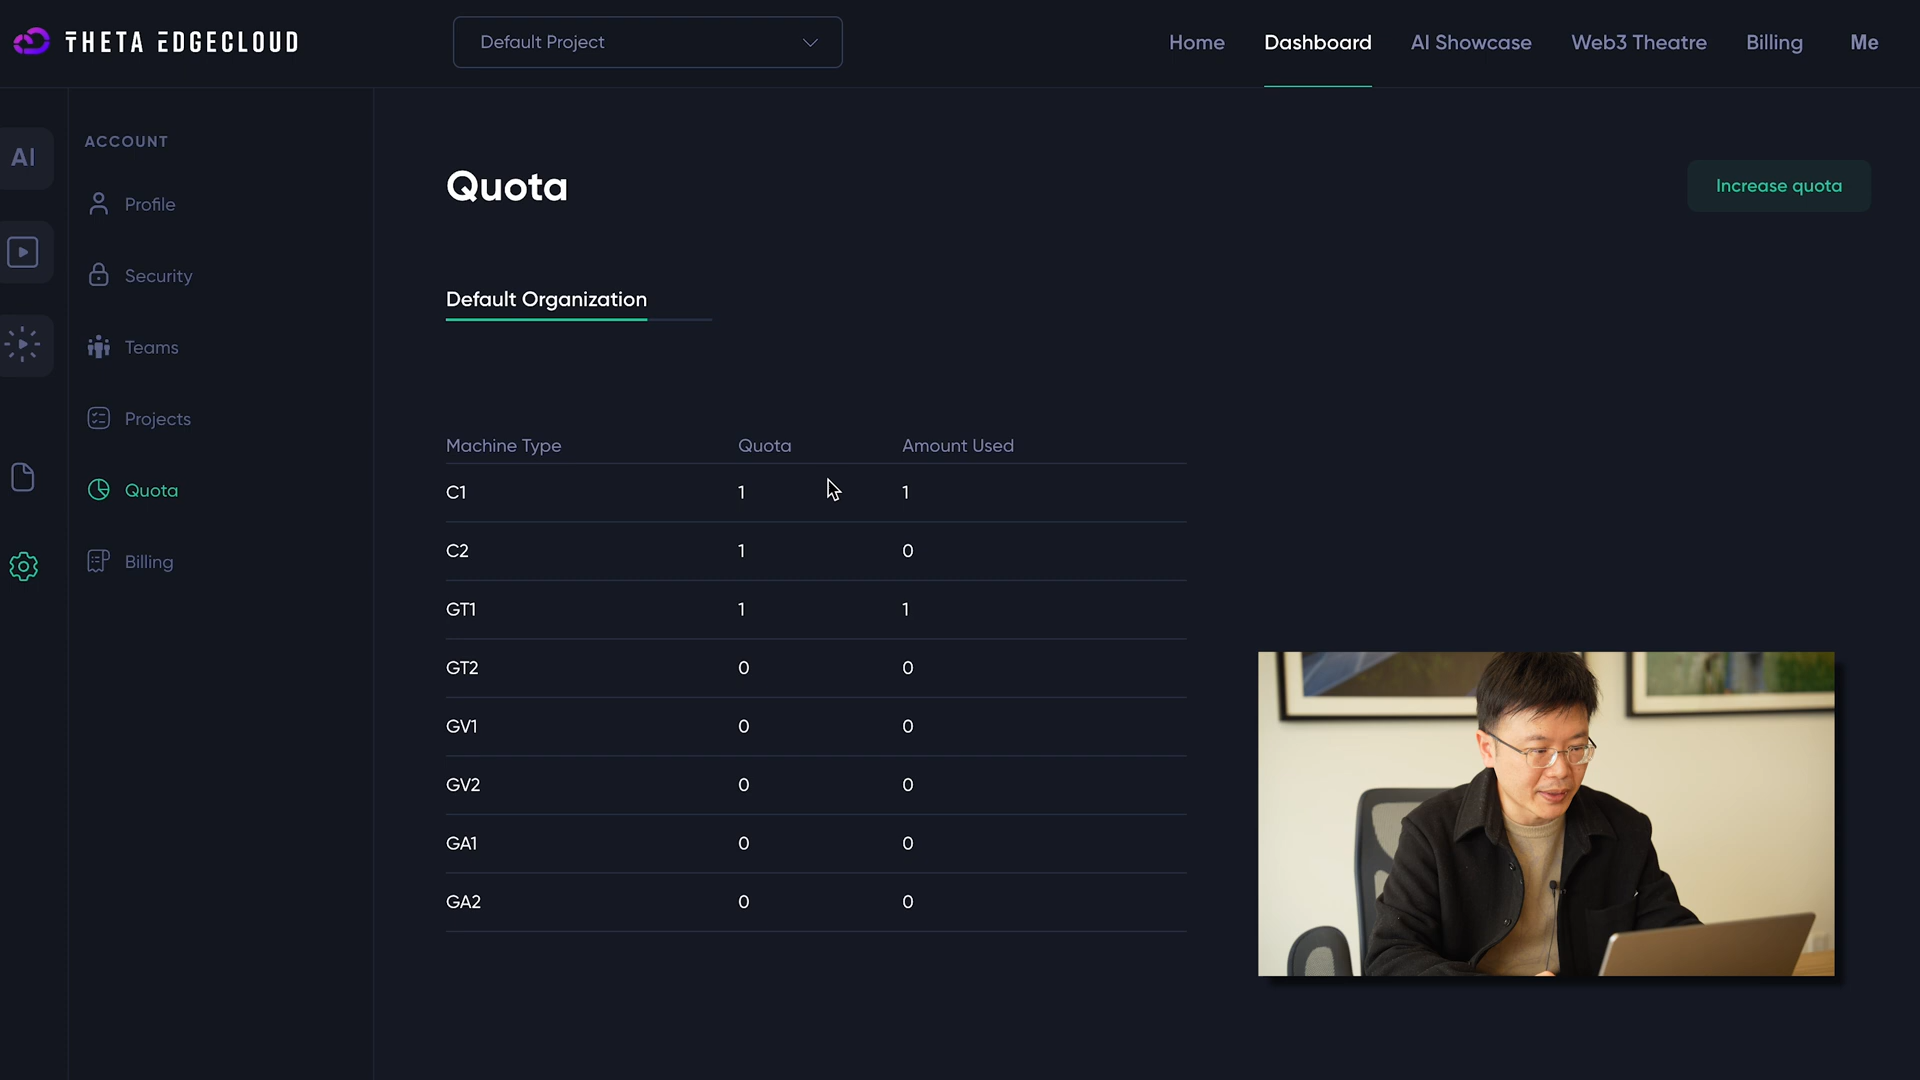 THETA EDGECLOUD
Default Project
Home
Dashboard
AI Showcase
Web3 Theatre
Billing
Me
AI
ACCOUNT
Profile
Security
Teams
Projects
Quota
Billing
Quota
Increase quota
Default Organization
Machine Type Quota Amount Used
C1 1 1
C2 1 0
GT1 1 1
GT2 0 0
GV1 0 0
GV2 0 0
GA1 0 0
GA2 0 0